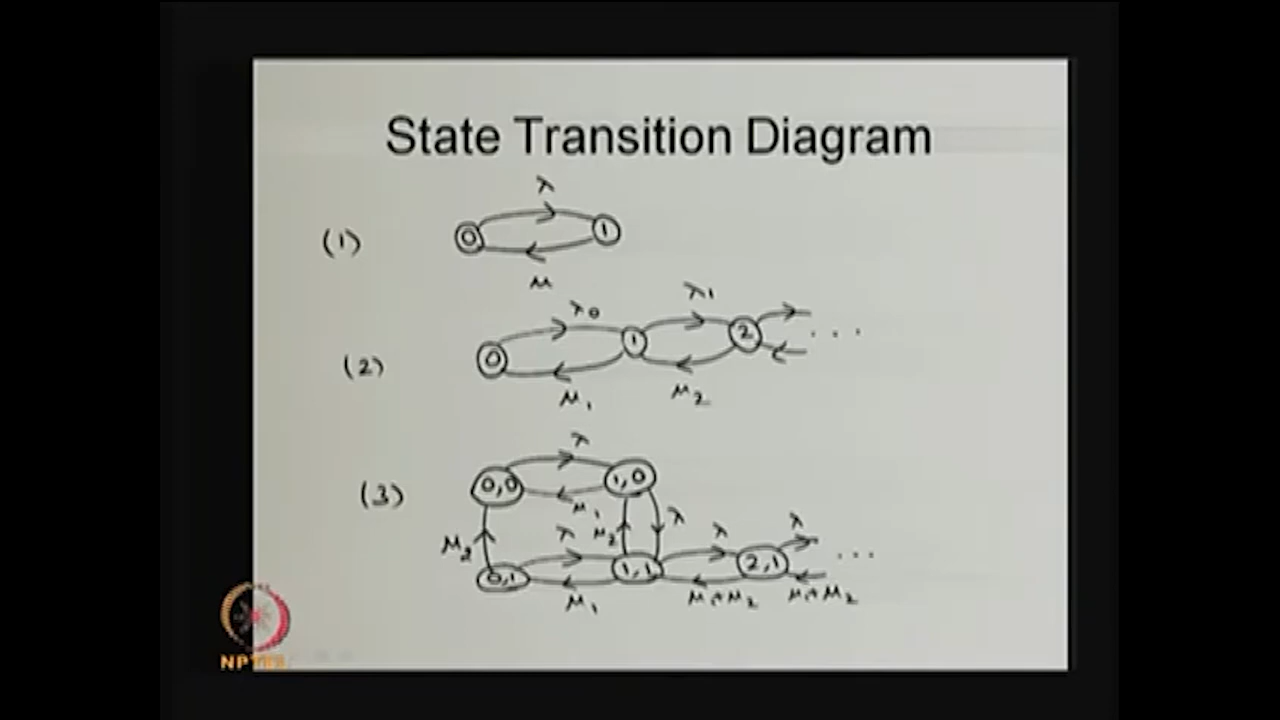 State Transition Diagram
(1) 0 λ μ 1
(2) 0 λ0 μ1 1 λ1 μ2 2 ...
(3) 0,0 λ μ1 1,0
μ2 μ2 λ
0,1 λ μ1 1,1 λ μ1+μ2 2,1 λ μ1+μ2 ...
NPTEL